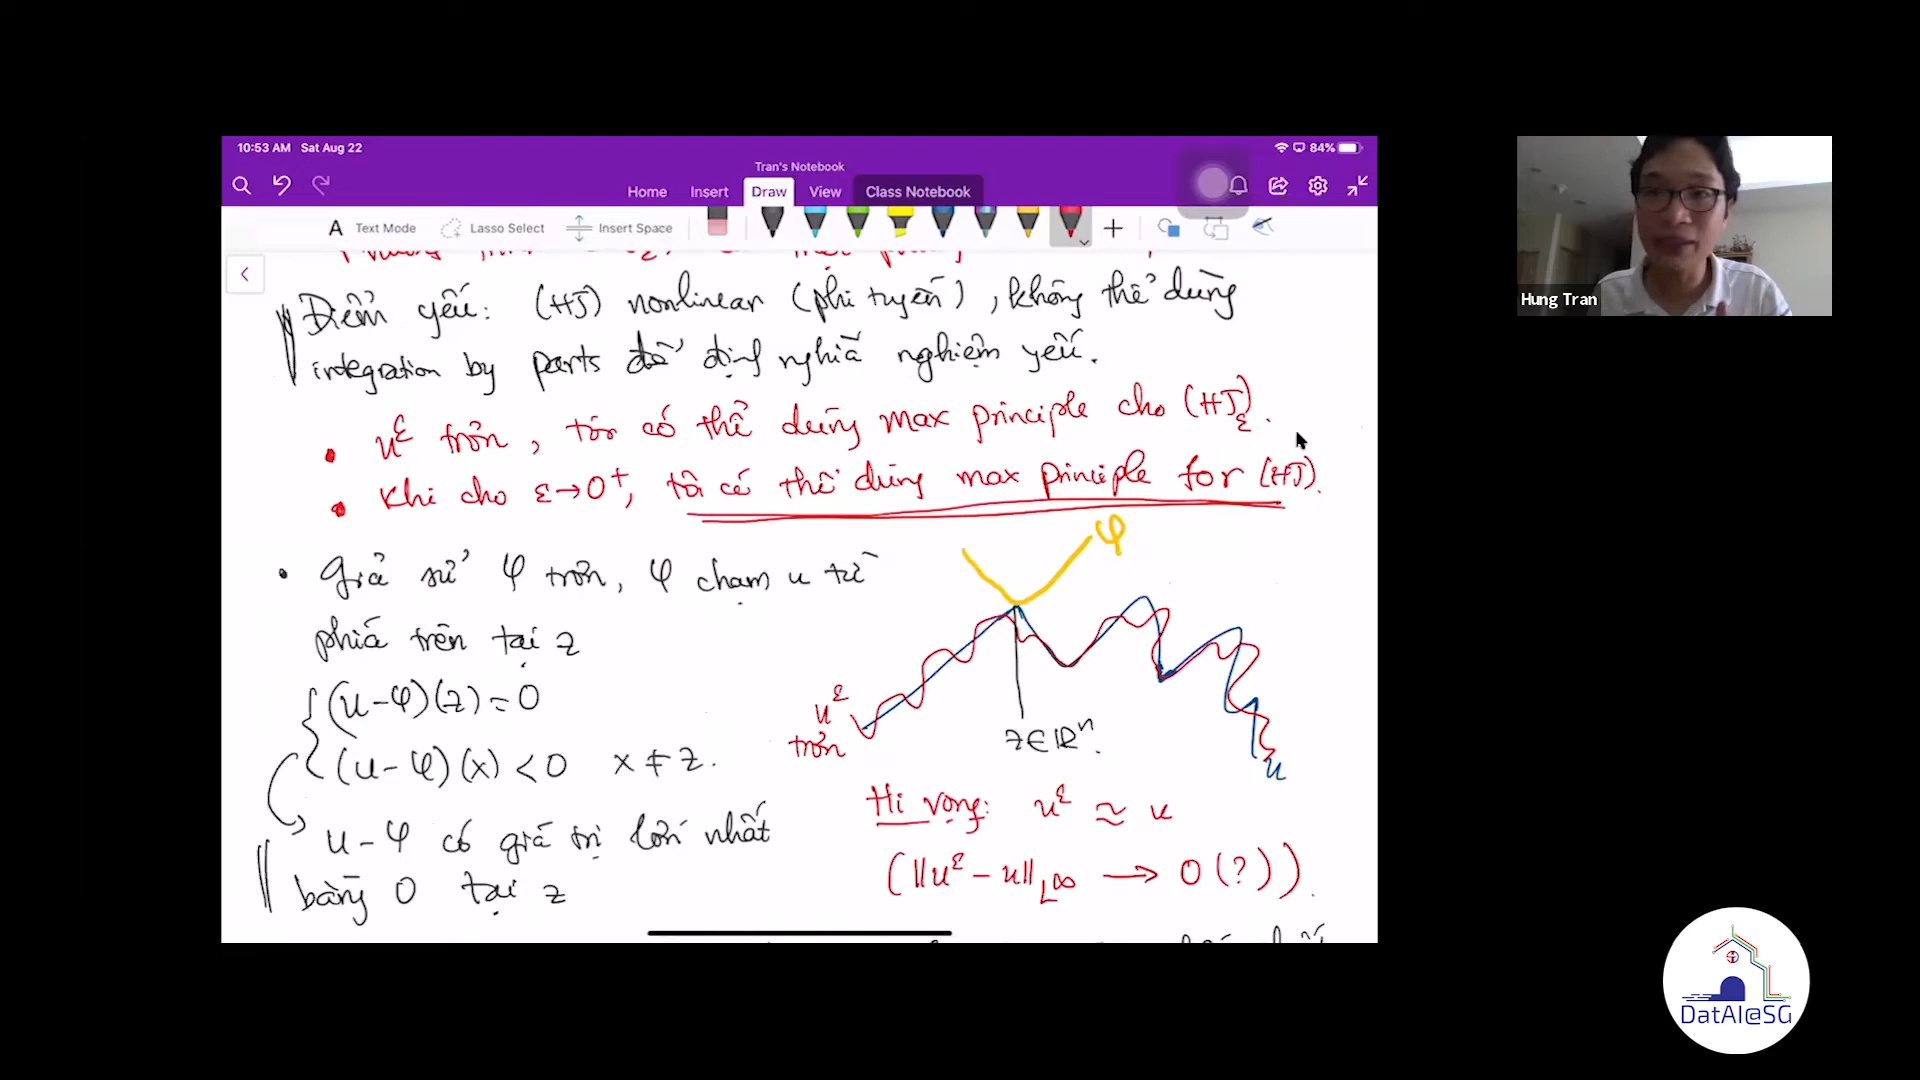 10:53 AM Sat Aug 22
84%
Tran's Notebook
Home Insert Draw View Class Notebook
Text Mode Lasso Select Insert Space
Điểm yếu: (HJ) nonlinear (phi tuyến), không thể dùng
integration by parts để định nghĩa nghiệm yếu.
• u^ε trơn, tôi có thể dùng max principle cho (HJ)_ε.
• Khi cho ε→0⁺, tôi có thể dùng max principle for (HJ).
• Giả sử φ trơn, φ chạm u từ
phía trên tại z
(u-φ)(z)=0
(u-φ)(x)<0 x≠z.
u-φ có giá trị lớn nhất
bằng 0 tại z
φ
u^ε
trơn
z∈ℝⁿ.
u
Hi vọng: u^ε ≈ u
(||u^ε - u||_L∞ → 0 (?)).
Hung Tran
DatAI@SG